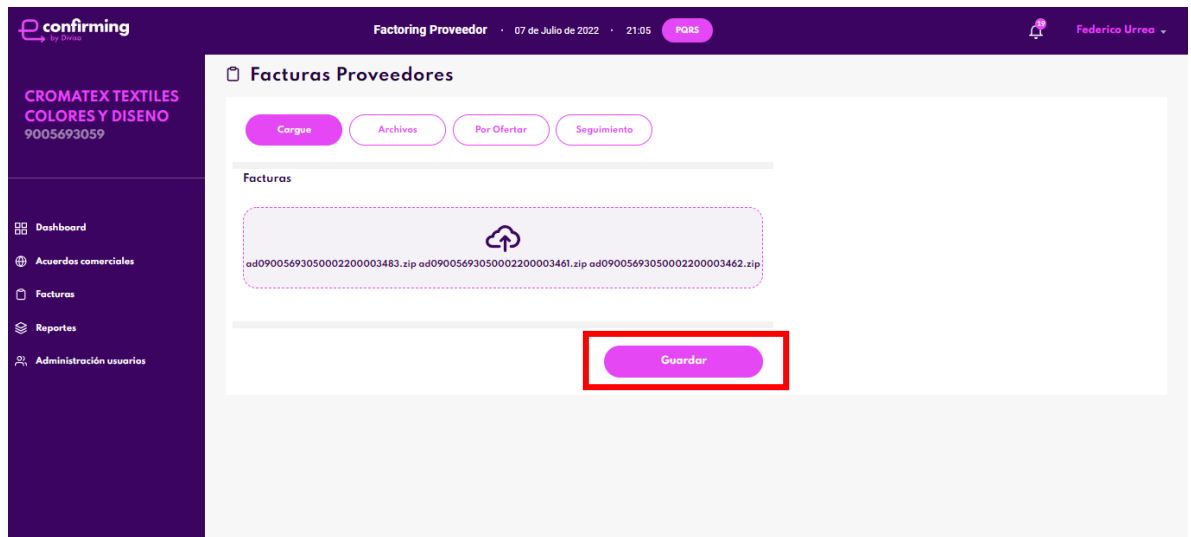 confirming
by Divisa
Factoring Proveedor · 07 de Julio de 2022 · 21:05 PQRS
19
Federico Urrea
CROMATEX TEXTILES
COLORES Y DISENO
9005693059
Dashboard
Acuerdos comerciales
Facturas
Reportes
Administración usuarios
Facturas Proveedores
Cargue Archivos Por Ofertar Seguimiento
Facturas
ad09005693050002200003483.zip ad09005693050002200003461.zip ad09005693050002200003462.zip
Guardar